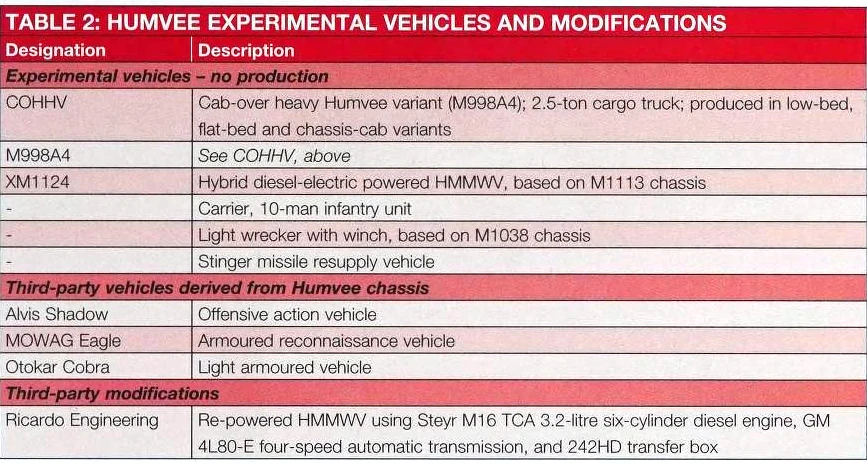 TABLE 2: HUMVEE EXPERIMENTAL VEHICLES AND MODIFICATIONS
Designation Description
Experimental vehicles – no production
COHHV Cab-over heavy Humvee variant (M998A4); 2.5-ton cargo truck; produced in low-bed,
flat-bed and chassis-cab variants
M998A4 See COHHV, above
XM1124 Hybrid diesel-electric powered HMMWV, based on M1113 chassis
- Carrier, 10-man infantry unit
- Light wrecker with winch, based on M1038 chassis
- Stinger missile resupply vehicle
Third-party vehicles derived from Humvee chassis
Alvis Shadow Offensive action vehicle
MOWAG Eagle Armoured reconnaissance vehicle
Otokar Cobra Light armoured vehicle
Third-party modifications
Ricardo Engineering Re-powered HMMWV using Steyr M16 TCA 3.2-litre six-cylinder diesel engine, GM
4L80-E four-speed automatic transmission, and 242HD transfer box